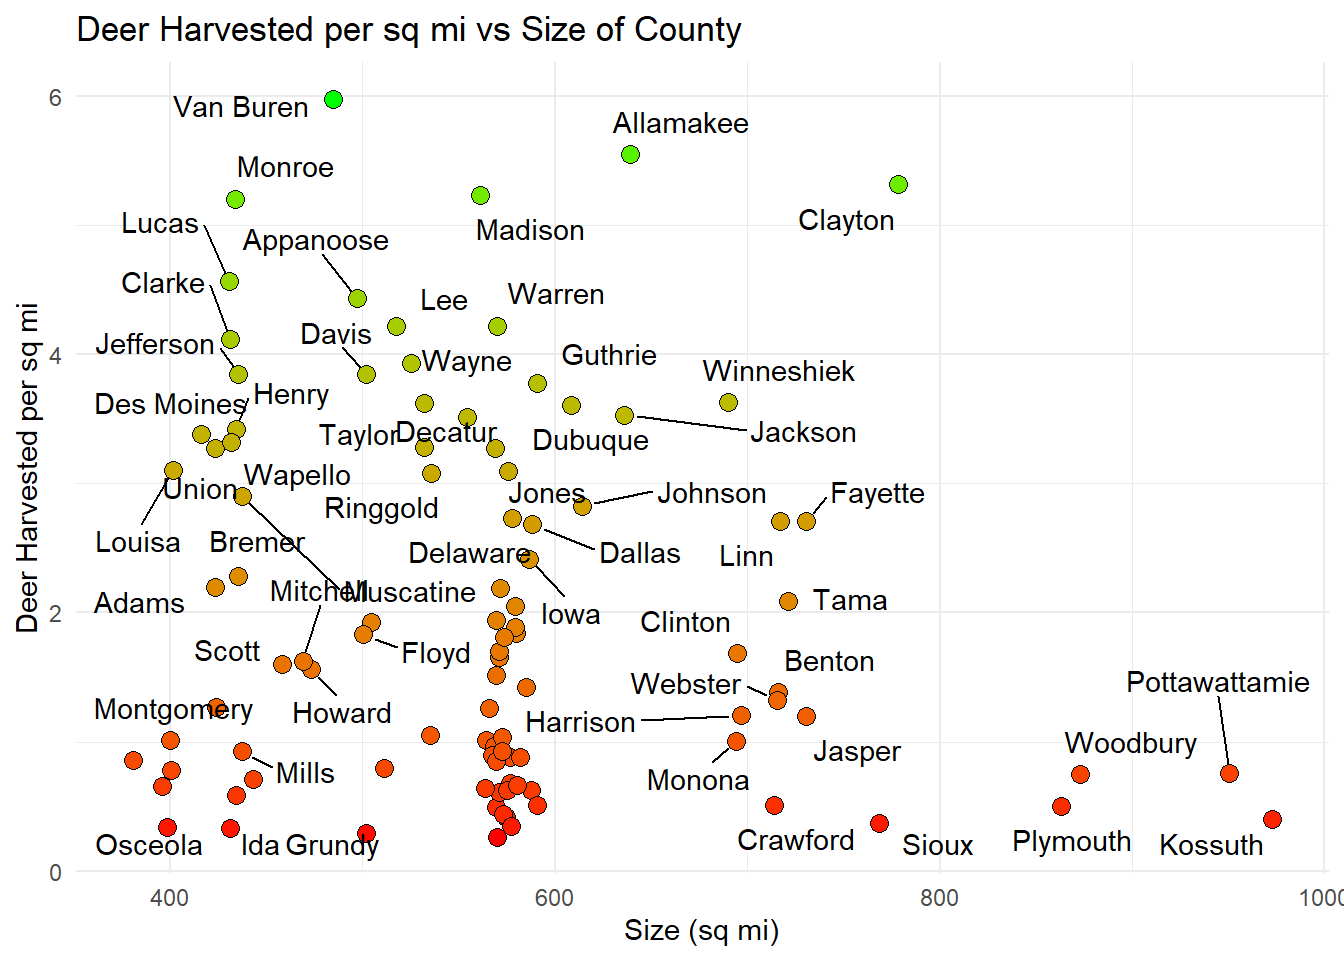 Deer Harvested per sq mi vs Size of County
Van Buren
Allamakee
Monroe
Lucas
Clayton
Madison
Appanoose
Clarke
Lee
Warren
Davis
Jefferson
Wayne
Guthrie
Winneshiek
Henry
Des Moines
Taylor
Decatur
Dubuque
Jackson
Wapello
Union
Jones
Johnson
Fayette
Ringgold
Louisa
Bremer
Delaware
Dallas
Linn
Mitchell
Muscatine
Adams
Iowa
Tama
Clinton
Scott
Floyd
Benton
Webster
Pottawattamie
Montgomery
Howard
Harrison
Jasper
Woodbury
Mills
Monona
Osceola
Ida
Grundy
Crawford
Sioux
Plymouth
Kossuth
6
4
2
0
Deer Harvested per sq mi
400
600
800
1000
Size (sq mi)